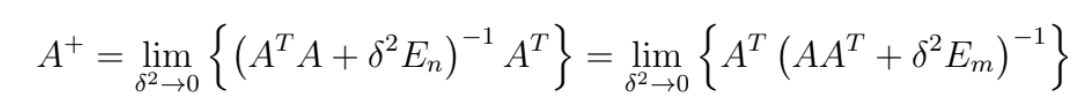 $A^{+} = \lim_{\delta^2 \to 0} \left\{ \left( A^T A + \delta^2 E_n \right)^{-1} A^T \right\} = \lim_{\delta^2 \to 0} \left\{ A^T \left( A A^T + \delta^2 E_m \right)^{-1} \right\}$